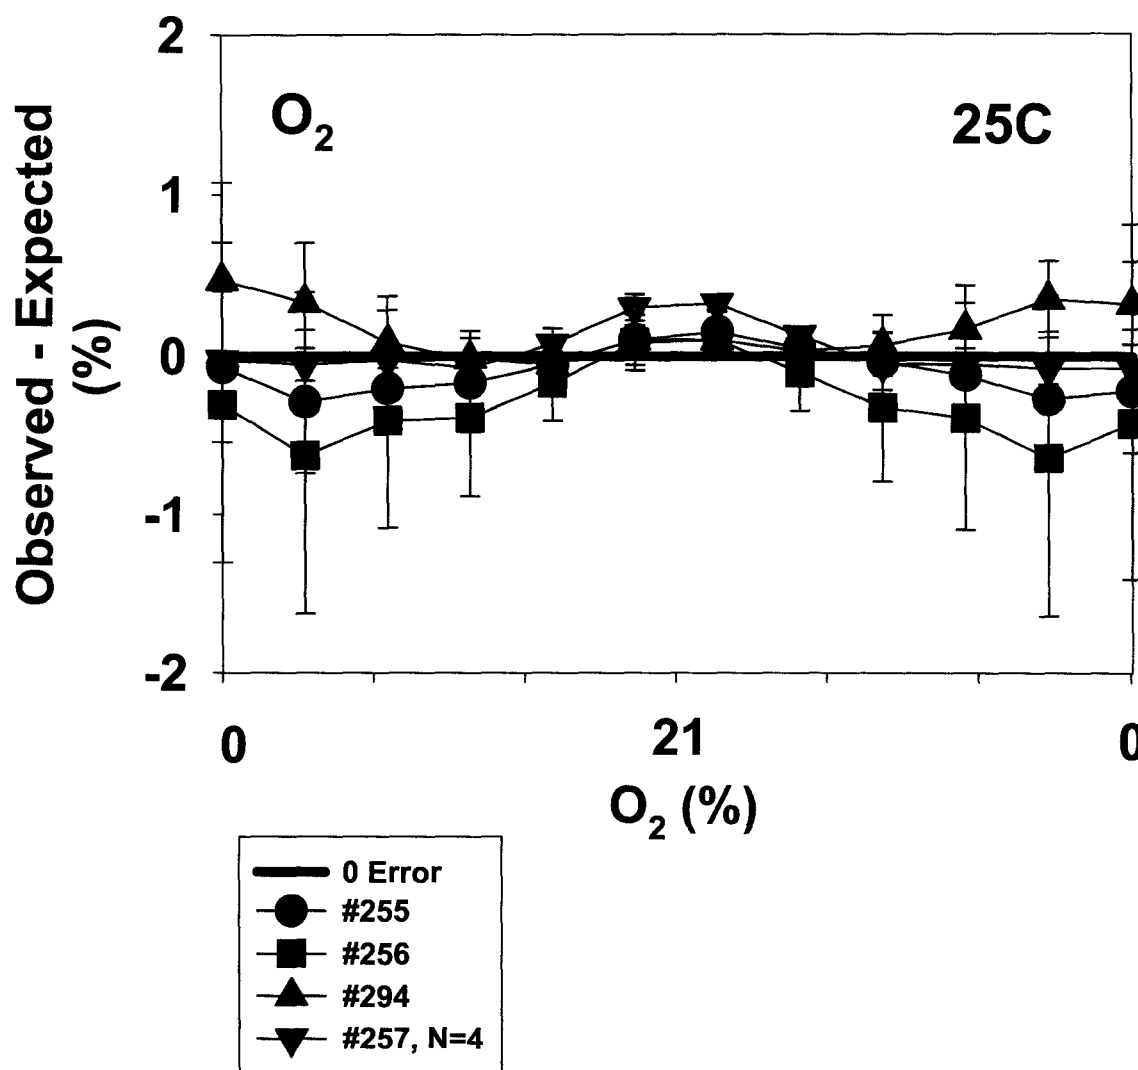 2
O2
25C
1
0
-1
-2
Observed - Expected
(%)
0
21
0
O2 (%)
0 Error
#255
#256
#294
#257, N=4